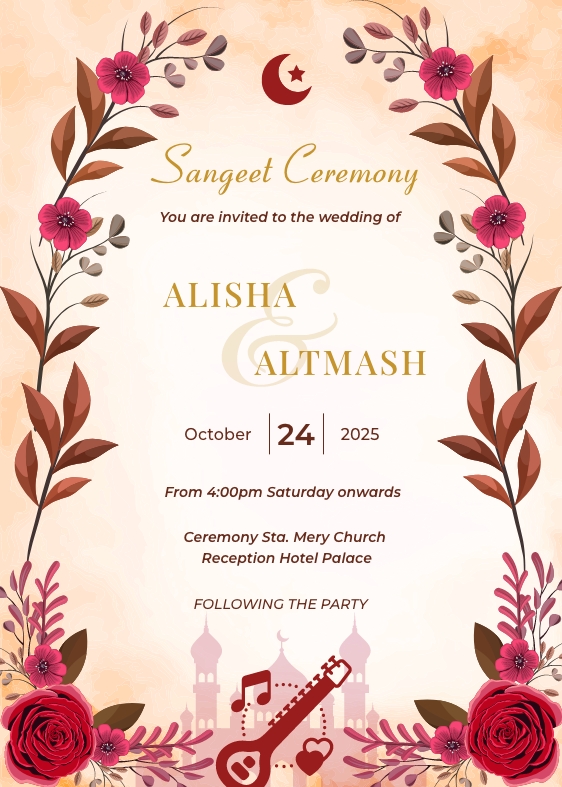 Sangeet Ceremony
You are invited to the wedding of
ALISHA
&
ALTMASH
October 24 2025
From 4:00pm Saturday onwards
Ceremony Sta. Mery Church
Reception Hotel Palace
FOLLOWING THE PARTY